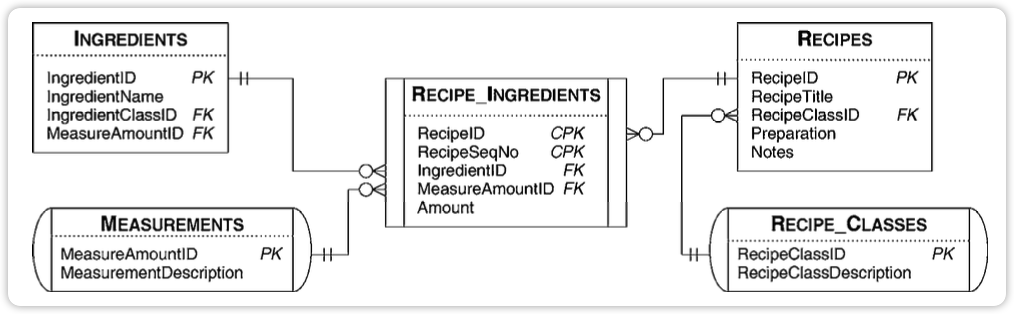 INGREDIENTS
IngredientID PK
IngredientName
IngredientClassID FK
MeasureAmountID FK
RECIPE_INGREDIENTS
RecipeID CPK
RecipeSeqNo CPK
IngredientID FK
MeasureAmountID FK
Amount
RECIPES
RecipeID PK
RecipeTitle
RecipeClassID FK
Preparation
Notes
MEASUREMENTS
MeasureAmountID PK
MeasurementDescription
RECIPE_CLASSES
RecipeClassID PK
RecipeClassDescription